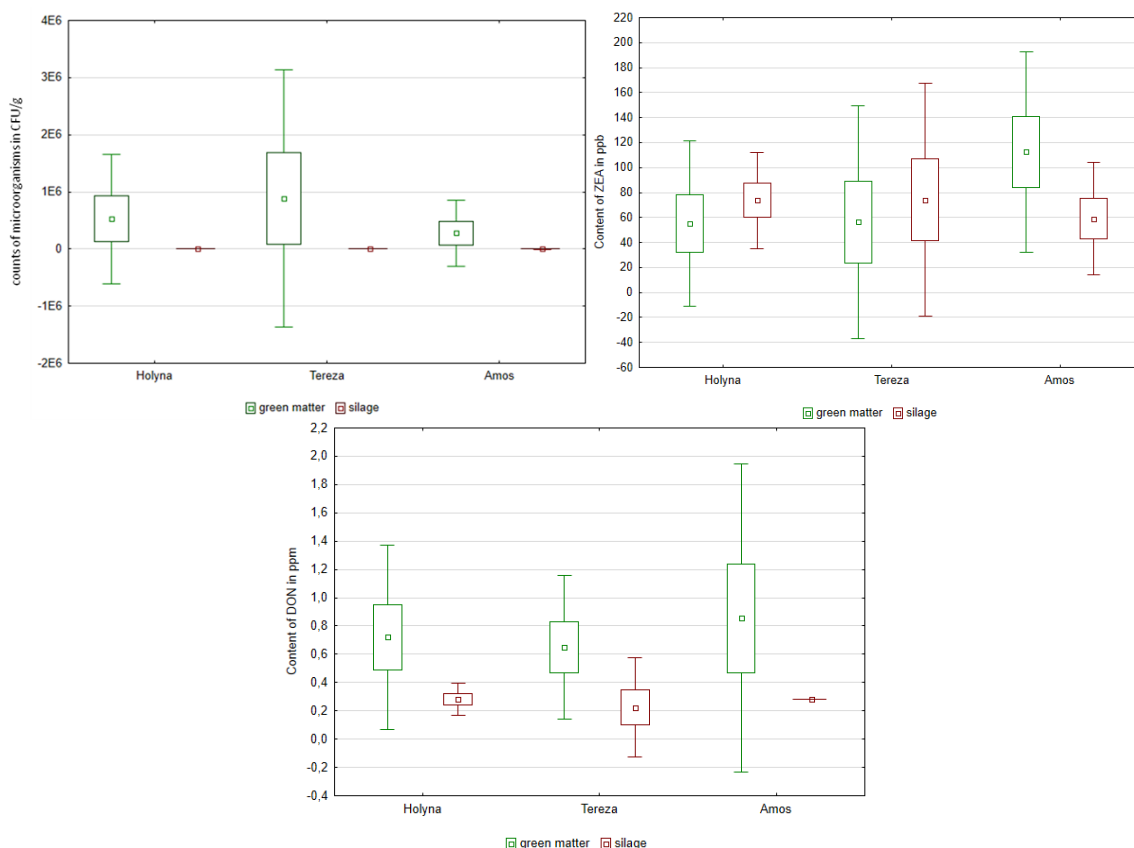 counts of microorganisms in CFU/g
4E6
3E6
2E6
1E6
0
-1E6
-2E6
Holyna Tereza Amos
green matter silage
Content of ZEA in ppb
220
200
180
160
140
120
100
80
60
40
20
0
-20
-40
-60
Holyna Tereza Amos
green matter silage
Content of DON in ppm
2,2
2,0
1,8
1,6
1,4
1,2
1,0
0,8
0,6
0,4
0,2
0,0
-0,2
-0,4
Holyna Tereza Amos
green matter silage